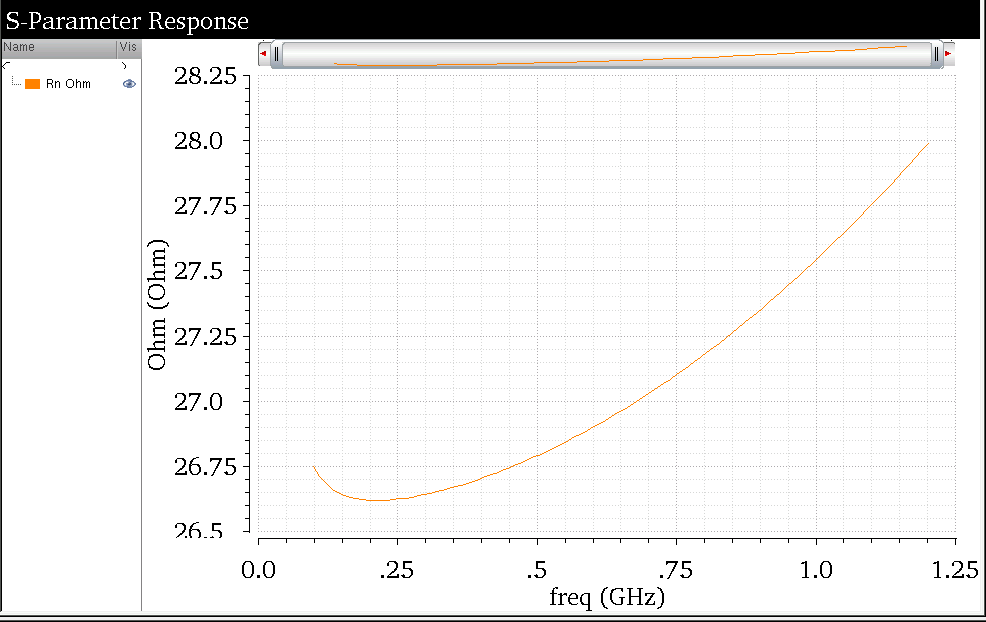 S-Parameter Response
Name Vis
Rn Ohm
28.25
28.0
27.75
27.5
27.25
27.0
26.75
26.5
Ohm (Ohm)
0.0 .25 .5 .75 1.0 1.25
freq (GHz)